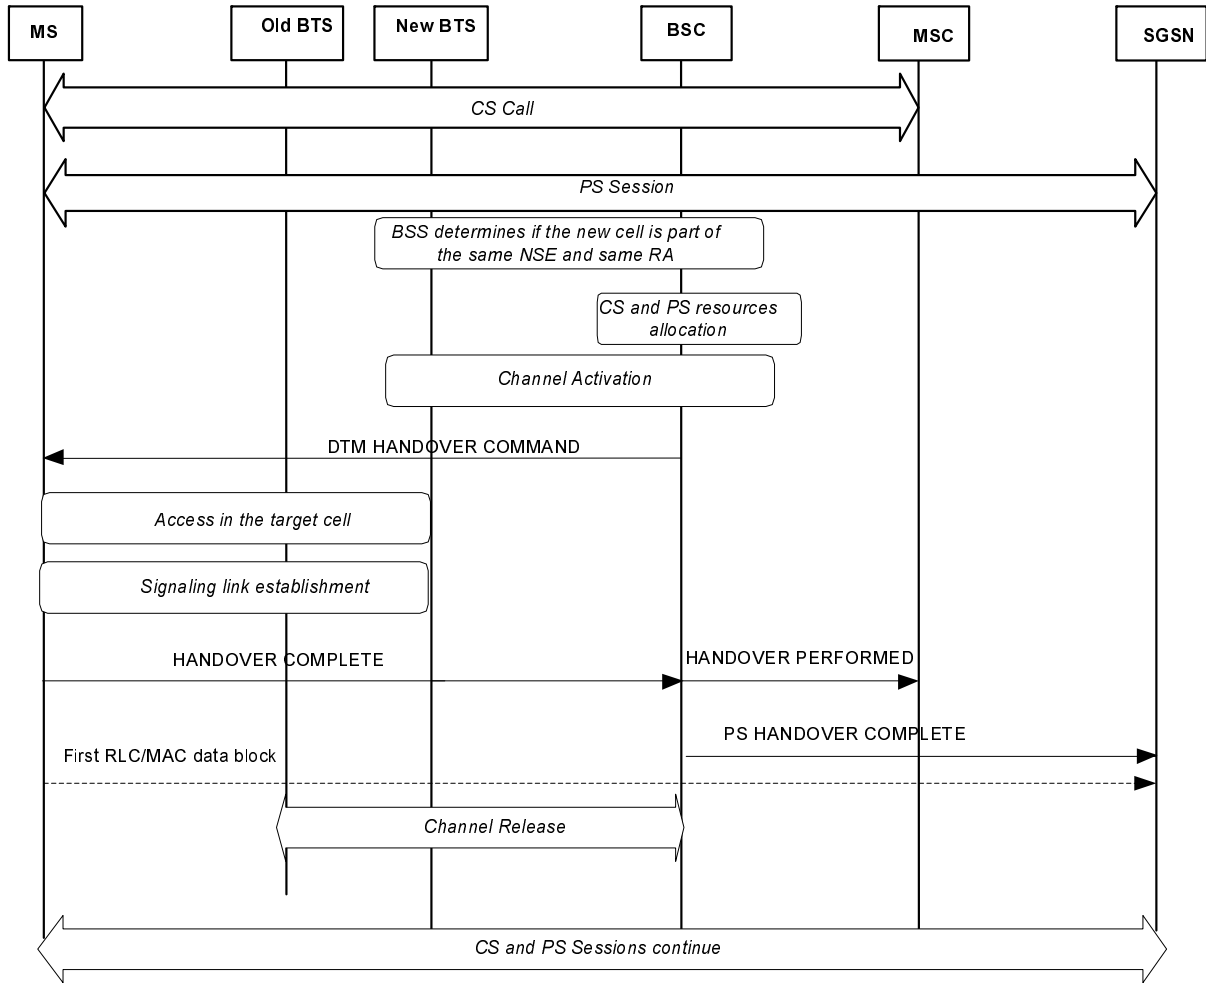 MS
Old BTS
New BTS
BSC
MSC
SGSN
CS Call
PS Session
BSS determines if the new cell is part of
the same NSE and same RA
CS and PS resources
allocation
Channel Activation
DTM HANDOVER COMMAND
Access in the target cell
Signaling link establishment
HANDOVER COMPLETE
HANDOVER PERFORMED
PS HANDOVER COMPLETE
First RLC/MAC data block
Channel Release
CS and PS Sessions continue